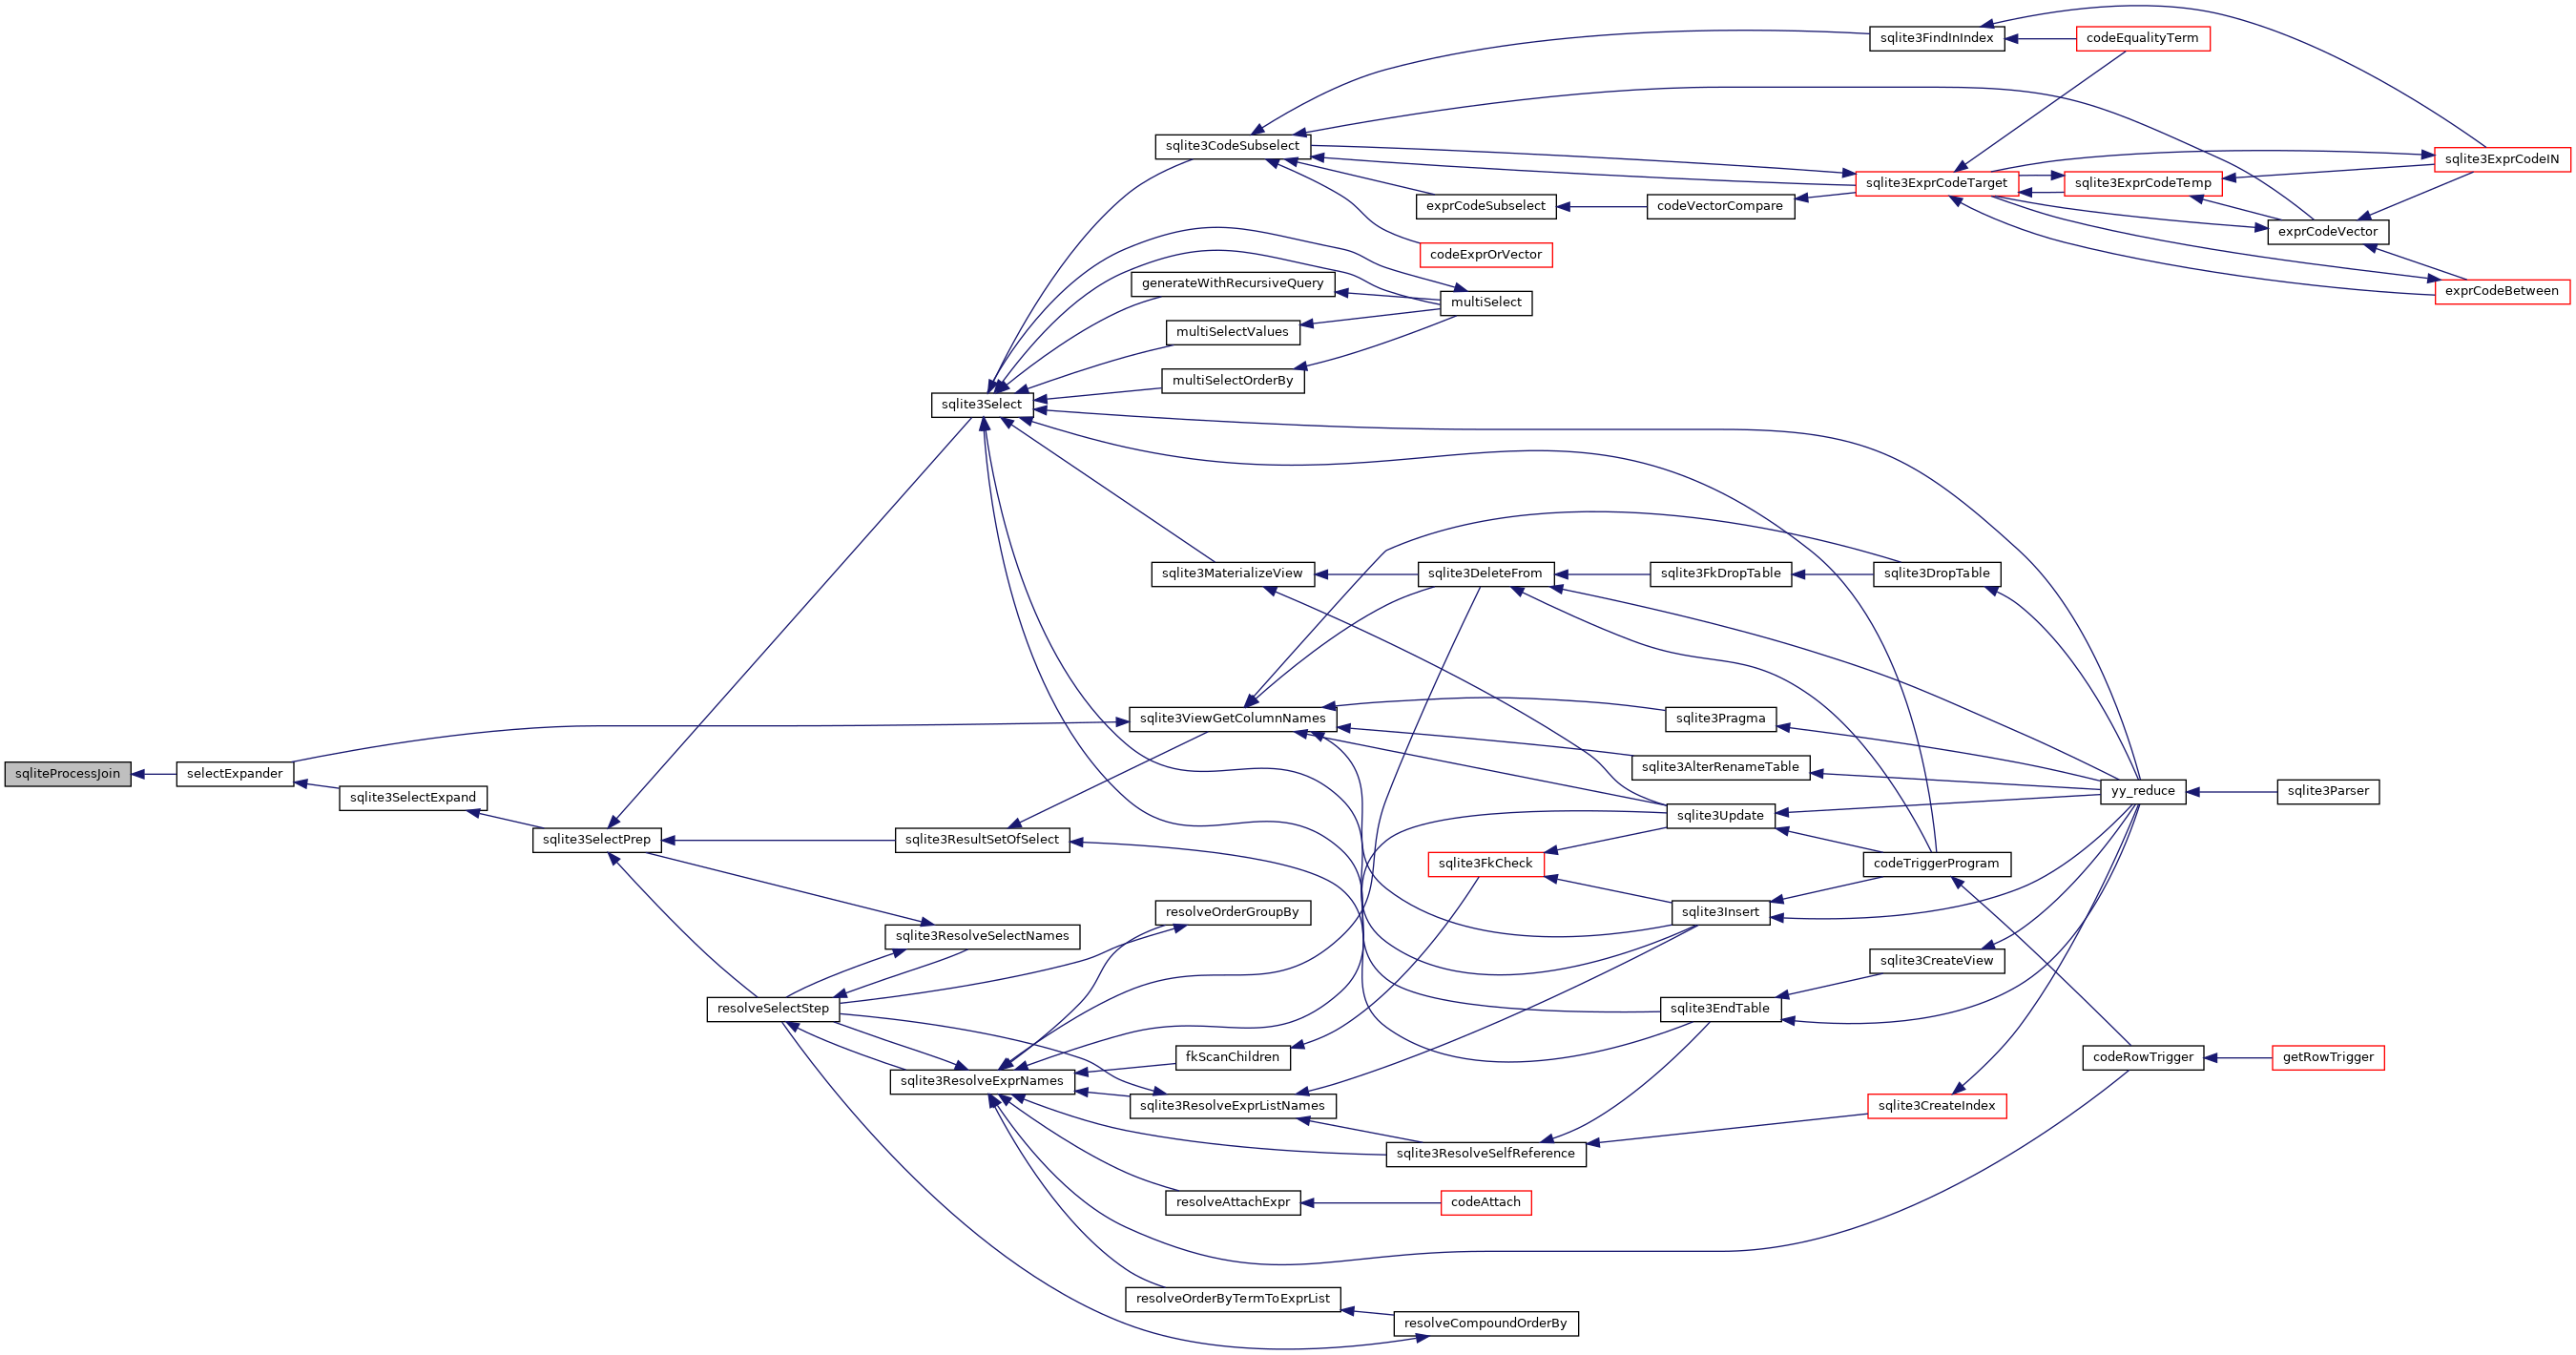 sqlite3FindInIndex
codeEqualityTerm
sqlite3CodeSubselect
sqlite3ExprCodeIN
sqlite3ExprCodeTarget
sqlite3ExprCodeTemp
exprCodeSubselect
codeVectorCompare
exprCodeVector
codeExprOrVector
generateWithRecursiveQuery
exprCodeBetween
multiSelect
multiSelectValues
multiSelectOrderBy
sqlite3Select
sqlite3MaterializeView
sqlite3DeleteFrom
sqlite3FkDropTable
sqlite3DropTable
sqlite3ViewGetColumnNames
sqlite3Pragma
sqliteProcessJoin
selectExpander
sqlite3AlterRenameTable
sqlite3SelectExpand
yy_reduce
sqlite3Parser
sqlite3Update
sqlite3SelectPrep
sqlite3ResultSetOfSelect
sqlite3FkCheck
codeTriggerProgram
resolveOrderGroupBy
sqlite3Insert
sqlite3ResolveSelectNames
sqlite3CreateView
resolveSelectStep
sqlite3EndTable
fkScanChildren
codeRowTrigger
getRowTrigger
sqlite3ResolveExprNames
sqlite3ResolveExprListNames
sqlite3CreateIndex
sqlite3ResolveSelfReference
resolveAttachExpr
codeAttach
resolveOrderByTermToExprList
resolveCompoundOrderBy